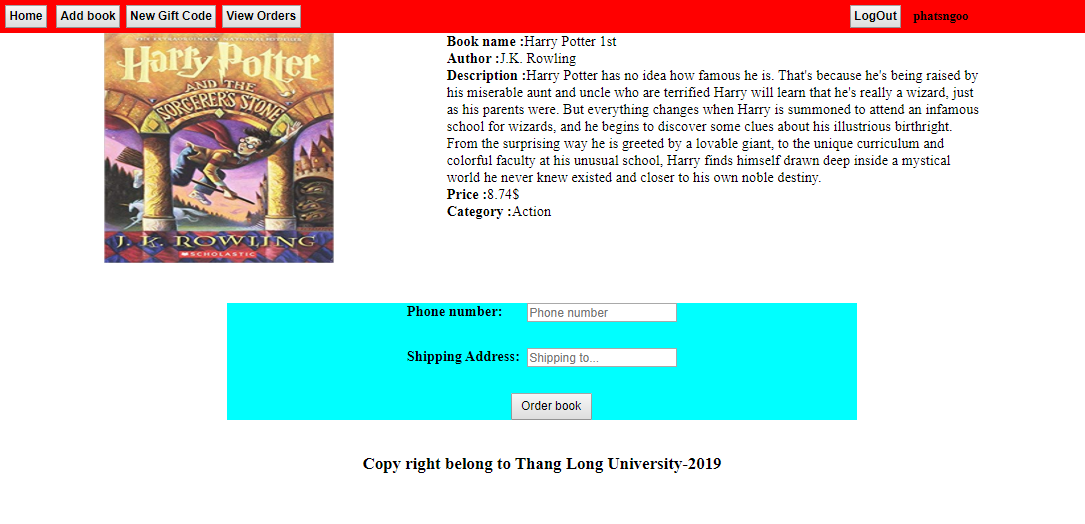 Home Add book New Gift Code View Orders LogOut phatsngoo
Harry Potter
AND THE
SORCERER'S STONE
J. K. ROWLING
SCHOLASTIC
Book name :Harry Potter 1st
Author :J.K. Rowling
Description :Harry Potter has no idea how famous he is. That's because he's being raised by
his miserable aunt and uncle who are terrified Harry will learn that he's really a wizard, just
as his parents were. But everything changes when Harry is summoned to attend an infamous
school for wizards, and he begins to discover some clues about his illustrious birthright.
From the surprising way he is greeted by a lovable giant, to the unique curriculum and
colorful faculty at his unusual school, Harry finds himself drawn deep inside a mystical
world he never knew existed and closer to his own noble destiny.
Price :8.74$
Category :Action
Phone number: Phone number
Shipping Address: Shipping to...
Order book
Copy right belong to Thang Long University-2019